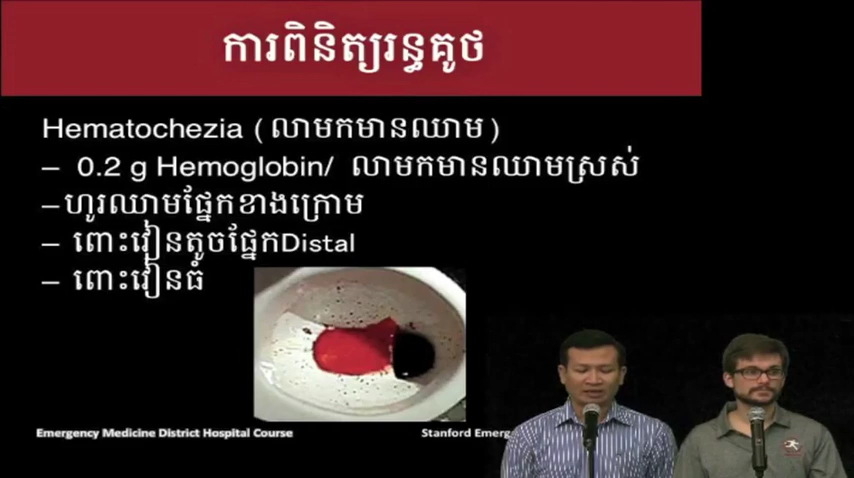 ការពិនិត្យរន្ធគូថ
Hematochezia (លាមកមានឈាម)
– 0.2 g Hemoglobin/ លាមកមានឈាមស្រស់
–ហូរឈាមផ្នែកខាងក្រោម
– ពោះវៀនតូចផ្នែកDistal
– ពោះវៀនធំ
Emergency Medicine District Hospital Course
Stanford Emerg